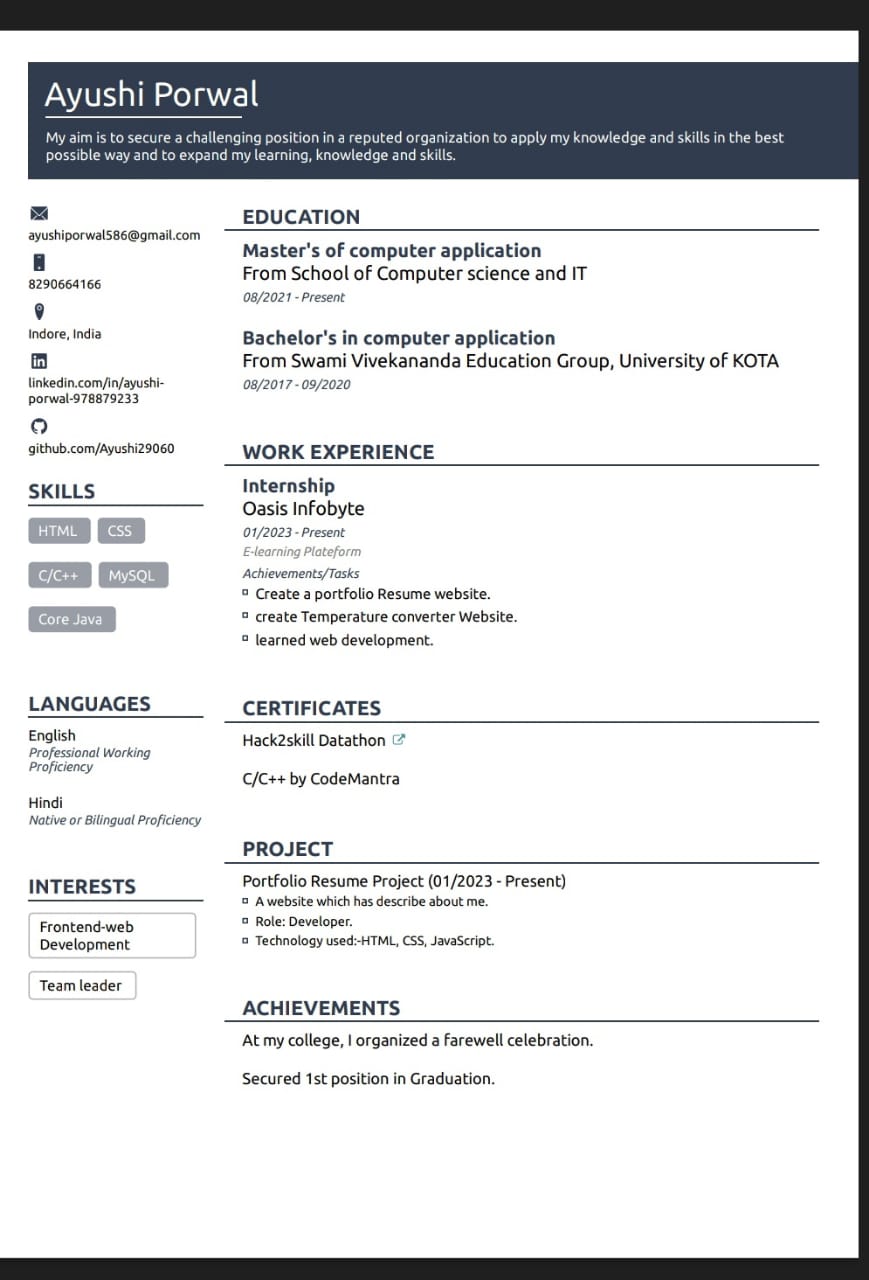 Ayushi Porwal
My aim is to secure a challenging position in a reputed organization to apply my knowledge and skills in the best
possible way and to expand my learning, knowledge and skills.
ayushiporwal586@gmail.com
8290664166
Indore, India
linkedin.com/in/ayushi-
porwal-978879233
github.com/Ayushi29060
SKILLS
HTML CSS
C/C++ MySQL
Core Java
LANGUAGES
English
Professional Working
Proficiency
Hindi
Native or Bilingual Proficiency
INTERESTS
Frontend-web
Development
Team leader
EDUCATION
Master's of computer application
From School of Computer science and IT
08/2021 - Present
Bachelor's in computer application
From Swami Vivekananda Education Group, University of KOTA
08/2017 - 09/2020
WORK EXPERIENCE
Internship
Oasis Infobyte
01/2023 - Present
E-learning Plateform
Achievements/Tasks
Create a portfolio Resume website.
create Temperature converter Website.
learned web development.
CERTIFICATES
Hack2skill Datathon
C/C++ by CodeMantra
PROJECT
Portfolio Resume Project (01/2023 - Present)
A website which has describe about me.
Role: Developer.
Technology used:-HTML, CSS, JavaScript.
ACHIEVEMENTS
At my college, I organized a farewell celebration.
Secured 1st position in Graduation.